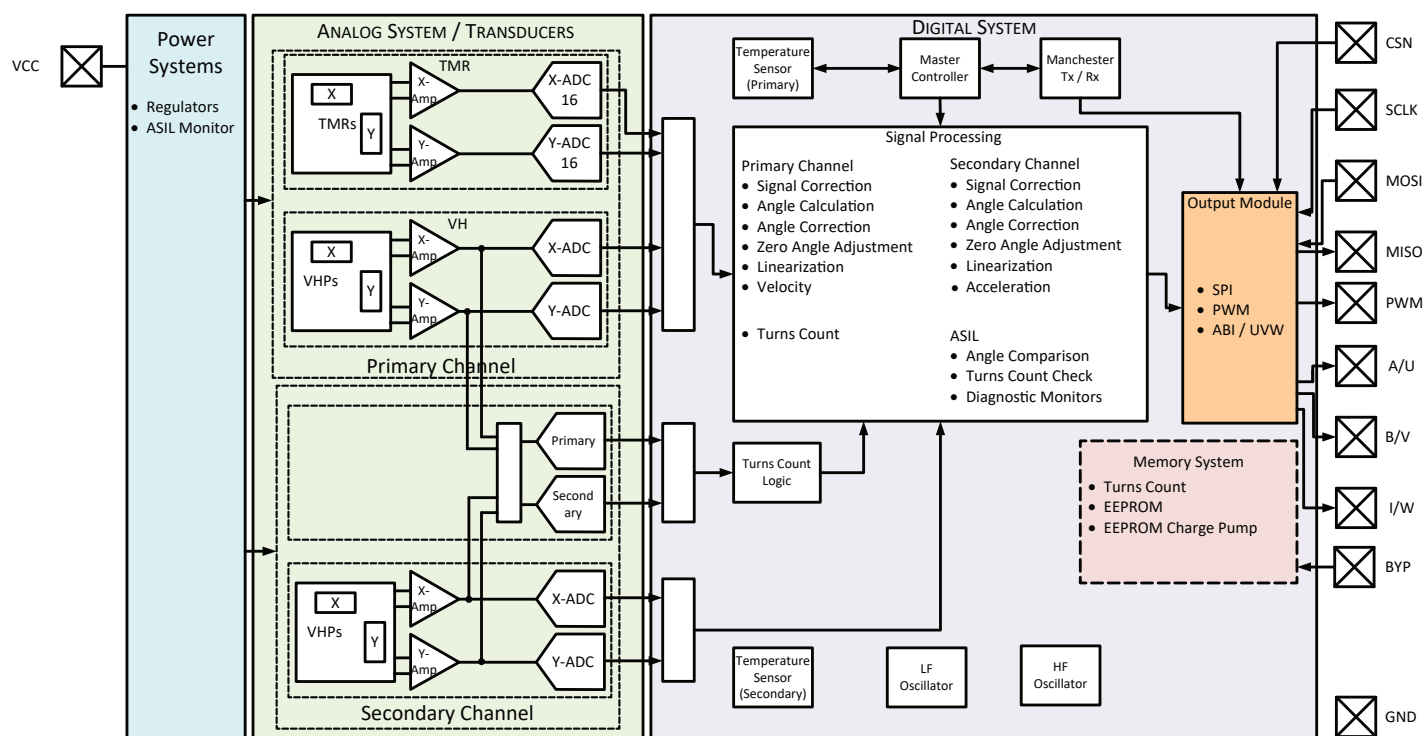 VCC
Power
Systems
• Regulators
• ASIL Monitor
ANALOG SYSTEM / TRANSDUCERS
TMR
X
TMRs
Y
X-
Amp
Y-
Amp
X-ADC
16
Y-ADC
16
VH
X
VHPs
Y
X-
Amp
Y-
Amp
X-ADC
Y-ADC
Primary Channel
Primary
Second
ary
X
VHPs
Y
X-
Amp
Y-
Amp
X-ADC
Y-ADC
Secondary Channel
DIGITAL SYSTEM
Temperature
Sensor
(Primary)
Master
Controller
Manchester
Tx / Rx
Signal Processing
Primary Channel
• Signal Correction
• Angle Calculation
• Angle Correction
• Zero Angle Adjustment
• Linearization
• Velocity
• Turns Count
Secondary Channel
• Signal Correction
• Angle Calculation
• Angle Correction
• Zero Angle Adjustment
• Linearization
• Acceleration
ASIL
• Angle Comparison
• Turns Count Check
• Diagnostic Monitors
Turns Count
Logic
Output Module
• SPI
• PWM
• ABI / UVW
Memory System
• Turns Count
• EEPROM
• EEPROM Charge Pump
Temperature
Sensor
(Secondary)
LF
Oscillator
HF
Oscillator
CSN
SCLK
MOSI
MISO
PWM
A/U
B/V
I/W
BYP
GND